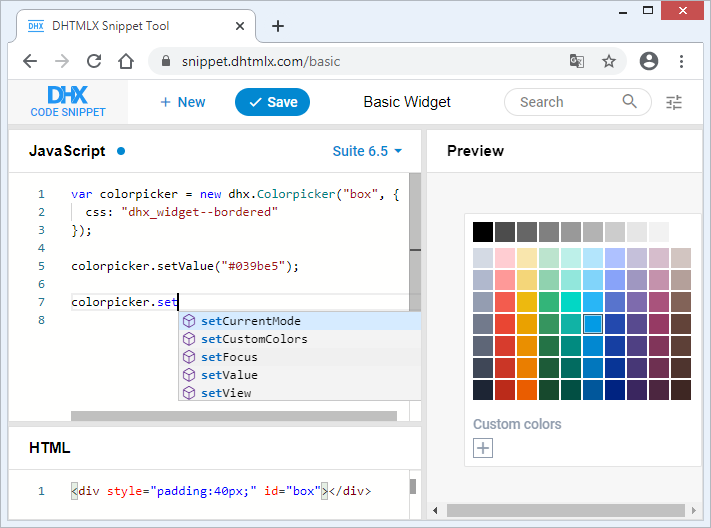 DHX DHTMLX Snippet Tool
snippet.dhtmlx.com/basic
DHX
CODE SNIPPET
+ New
Save
Basic Widget
Search
JavaScript
Suite 6.5
Preview
1 var colorpicker = new dhx.Colorpicker("box", {
2 css: "dhx_widget--bordered"
3 });
4
5 colorpicker.setValue("#039be5");
6
7 colorpicker.set
8
setCurrentMode
setCustomColors
setFocus
setValue
setView
Custom colors
HTML
1 <div style="padding:40px;" id="box"></div>